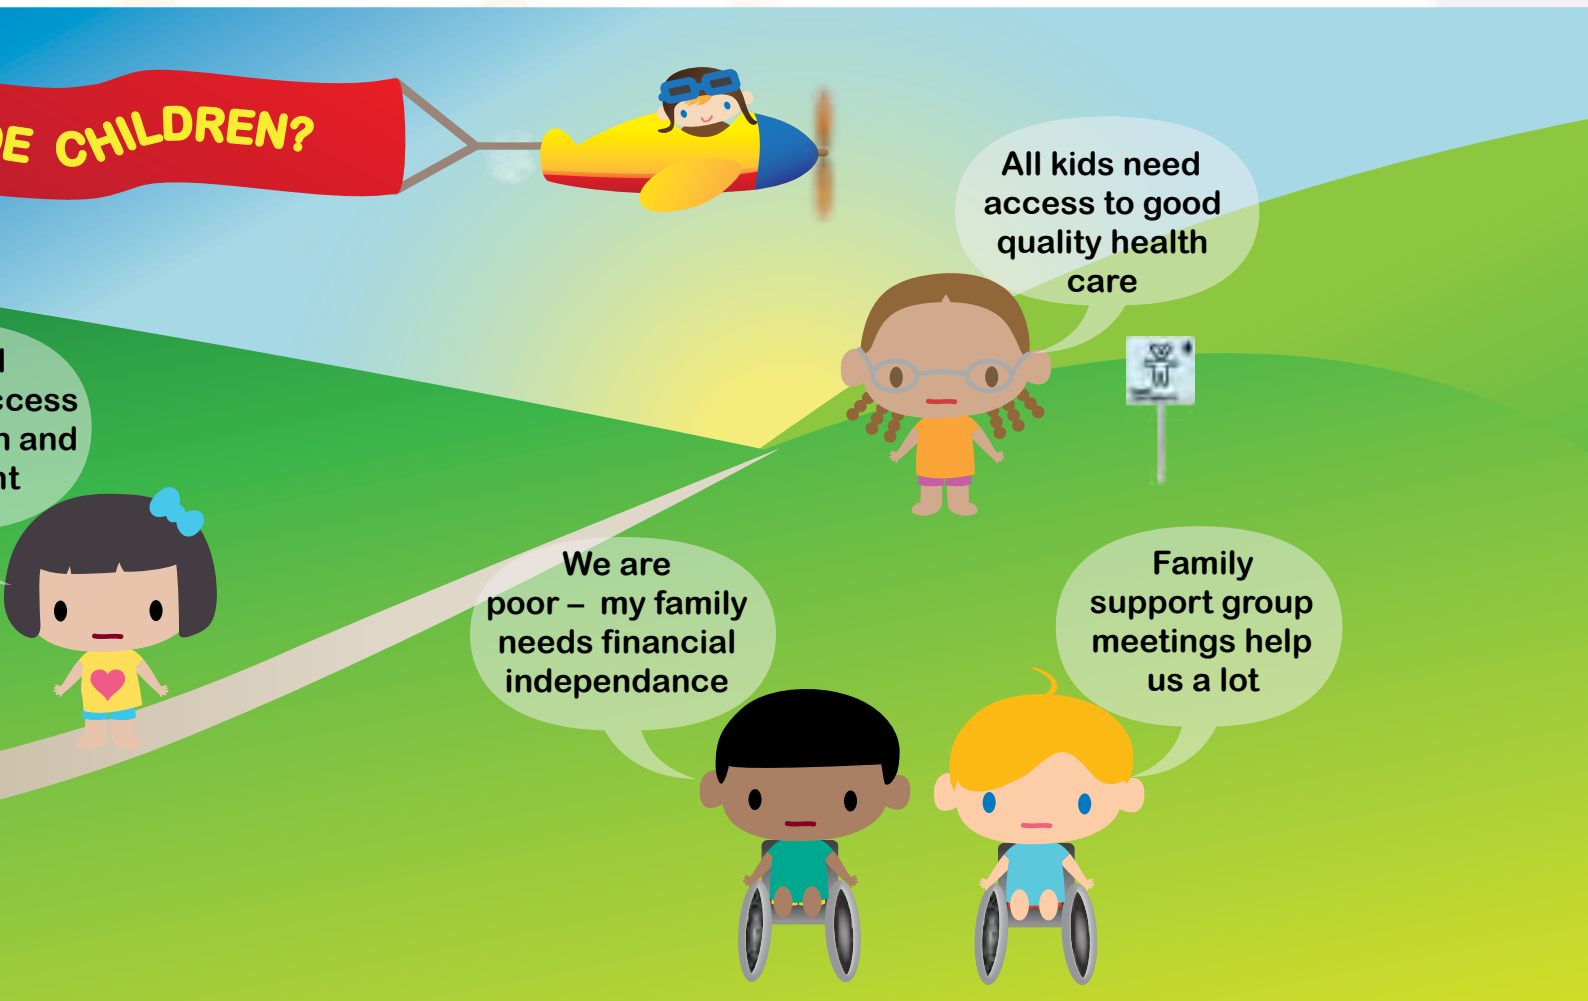 CHILDREN?
All kids need
access to good
quality health
care
and
We are
poor – my family
needs financial
independance
Family
support group
meetings help
us a lot